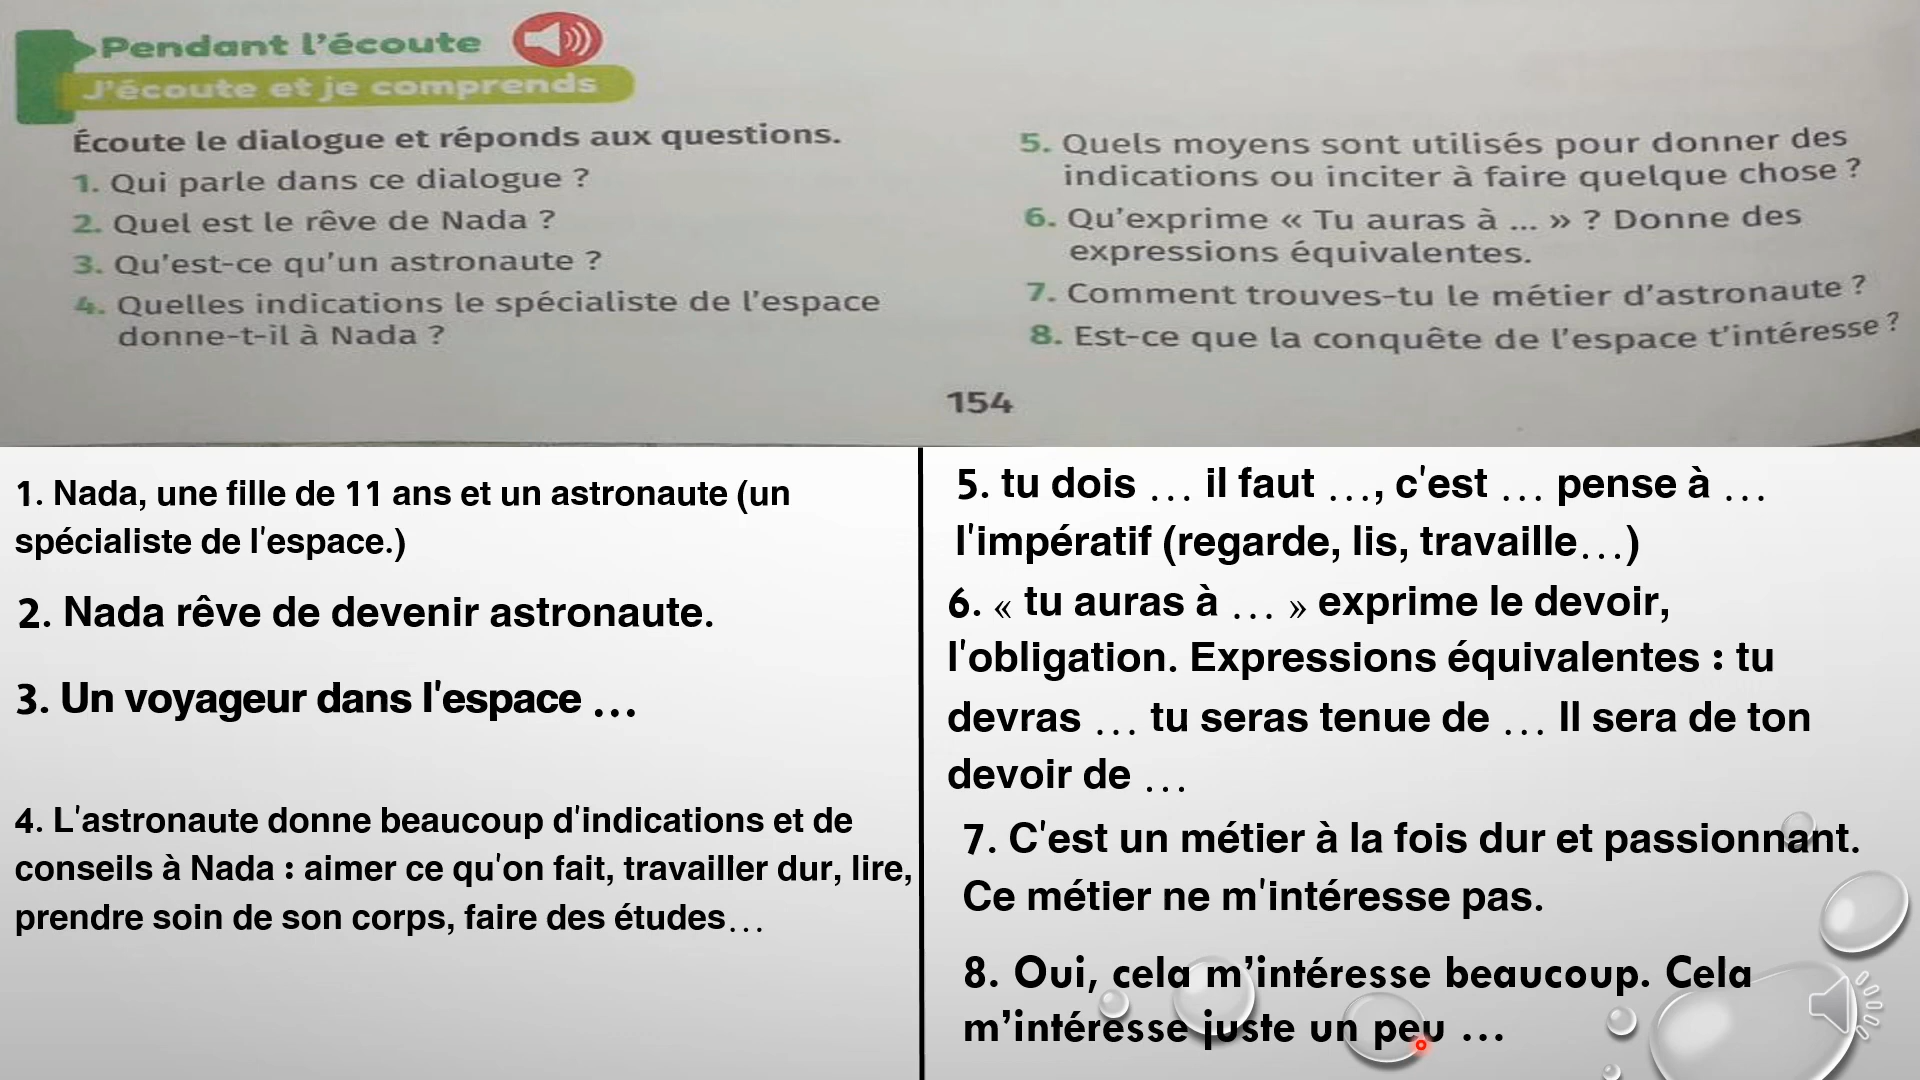 Pendant l'écoute
J'écoute et je comprends
Écoute le dialogue et réponds aux questions.
1. Qui parle dans ce dialogue ?
2. Quel est le rêve de Nada ?
3. Qu'est-ce qu'un astronaute ?
4. Quelles indications le spécialiste de l'espace
donne-t-il à Nada ?
5. Quels moyens sont utilisés pour donner des
indications ou inciter à faire quelque chose ?
6. Qu'exprime « Tu auras à ... » ? Donne des
expressions équivalentes.
7. Comment trouves-tu le métier d'astronaute ?
8. Est-ce que la conquête de l'espace t'intéresse ?
154
1. Nada, une fille de 11 ans et un astronaute (un
spécialiste de l'espace.)
2. Nada rêve de devenir astronaute.
3. Un voyageur dans l'espace …
4. L'astronaute donne beaucoup d'indications et de
conseils à Nada : aimer ce qu'on fait, travailler dur, lire,
prendre soin de son corps, faire des études…
5. tu dois … il faut …, c'est … pense à …
l'impératif (regarde, lis, travaille…)
6. « tu auras à … » exprime le devoir,
l'obligation. Expressions équivalentes : tu
devras … tu seras tenue de … Il sera de ton
devoir de …
7. C'est un métier à la fois dur et passionnant.
Ce métier ne m'intéresse pas.
8. Oui, cela m'intéresse beaucoup. Cela
m'intéresse juste un peu …